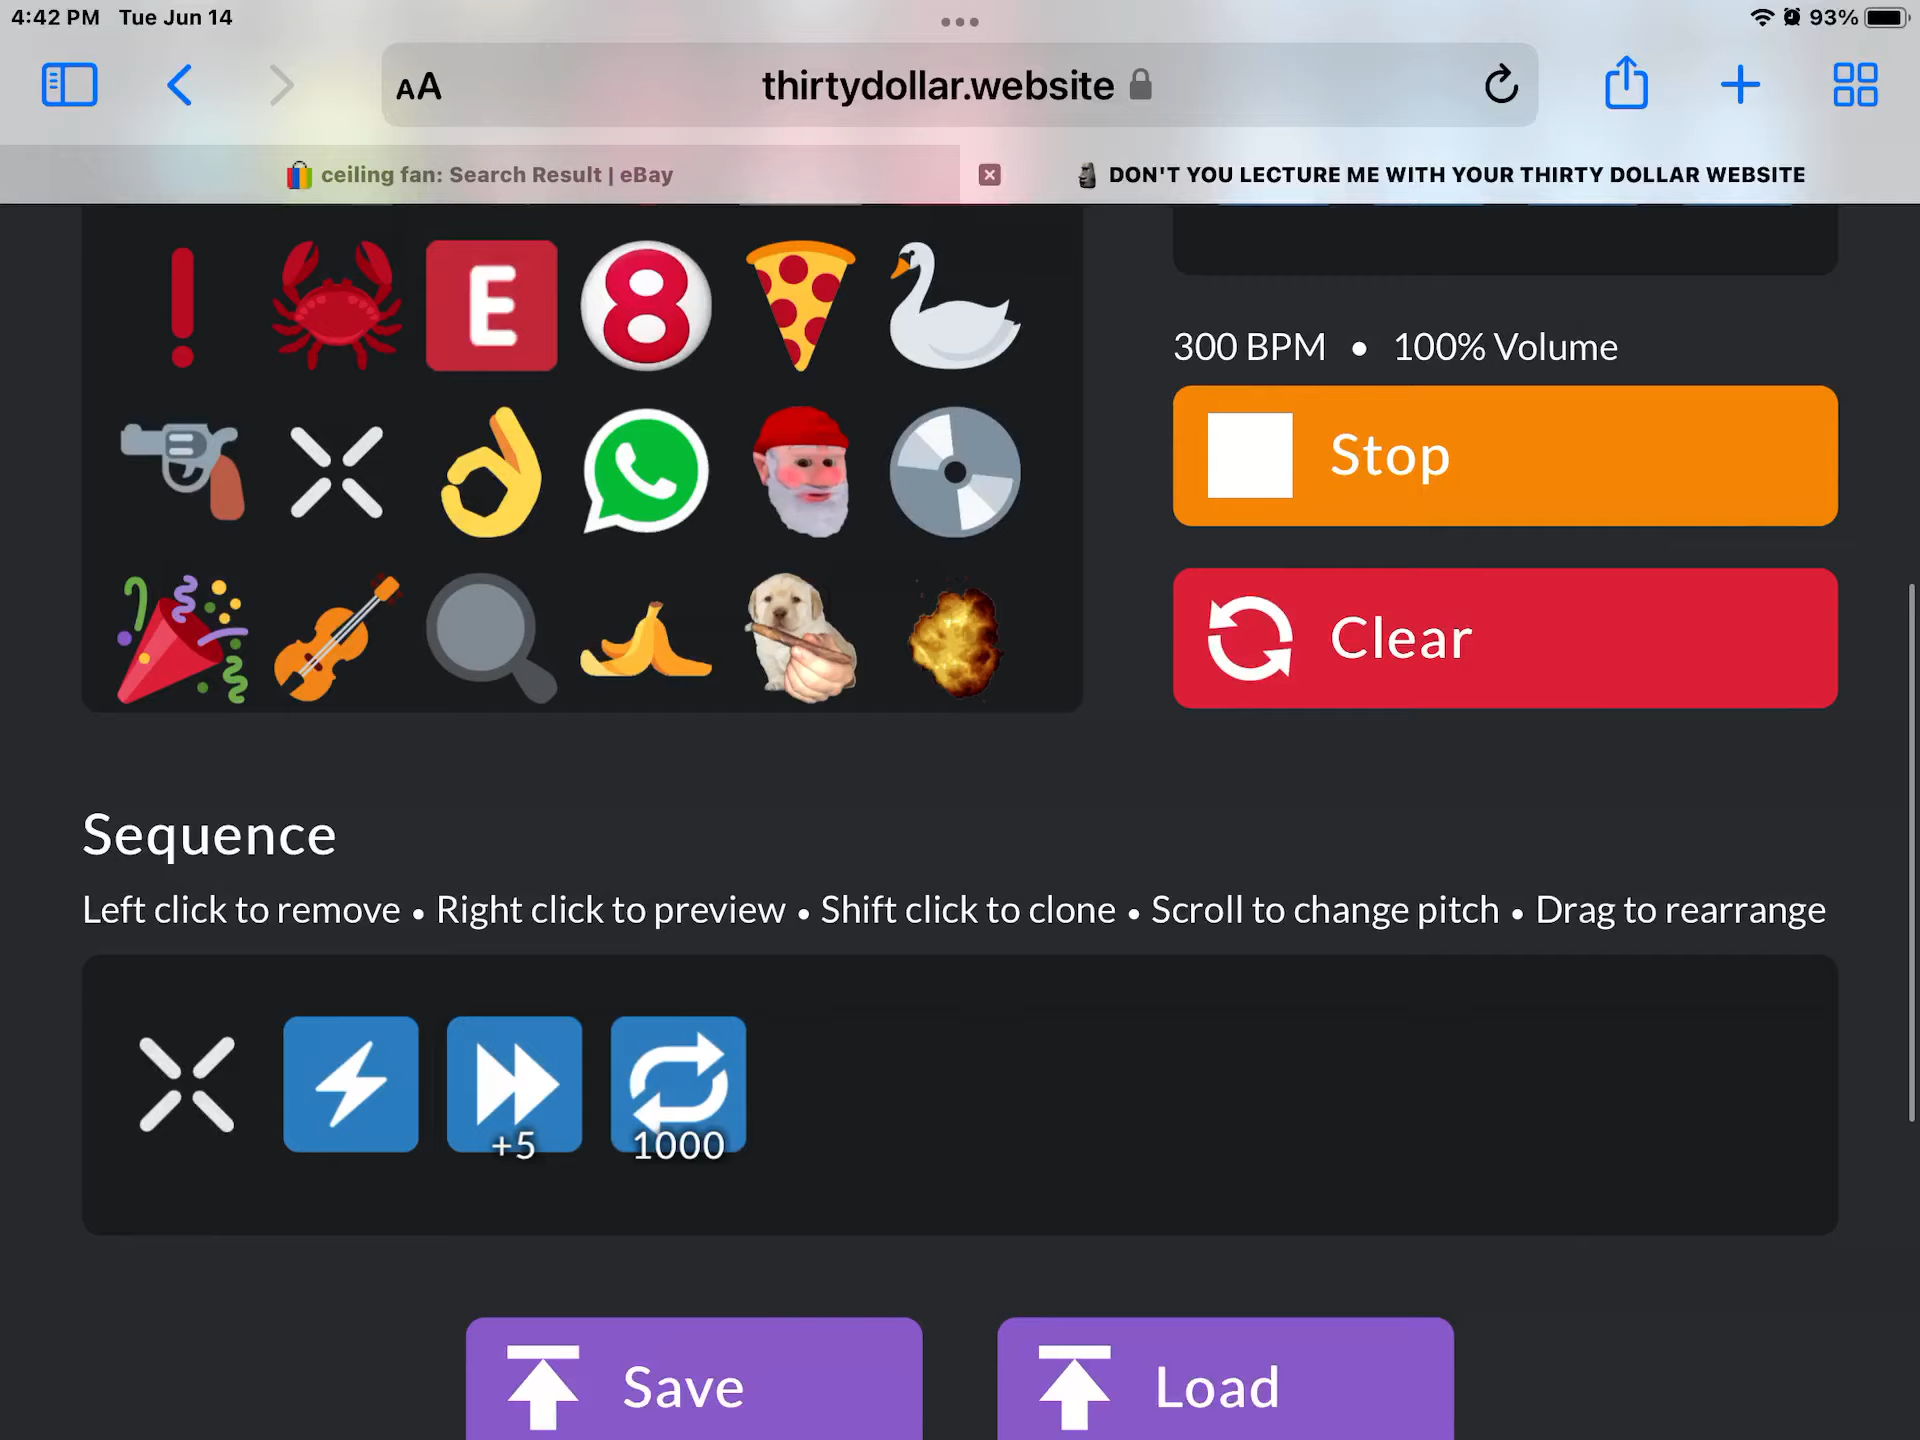 4:42 PM Tue Jun 14
93%
AA
thirtydollar.website
ceiling fan: Search Result | eBay
DON'T YOU LECTURE ME WITH YOUR THIRTY DOLLAR WEBSITE
E
8
300 BPM • 100% Volume
Stop
Clear
Sequence
Left click to remove • Right click to preview • Shift click to clone • Scroll to change pitch • Drag to rearrange
+5
1000
Save
Load